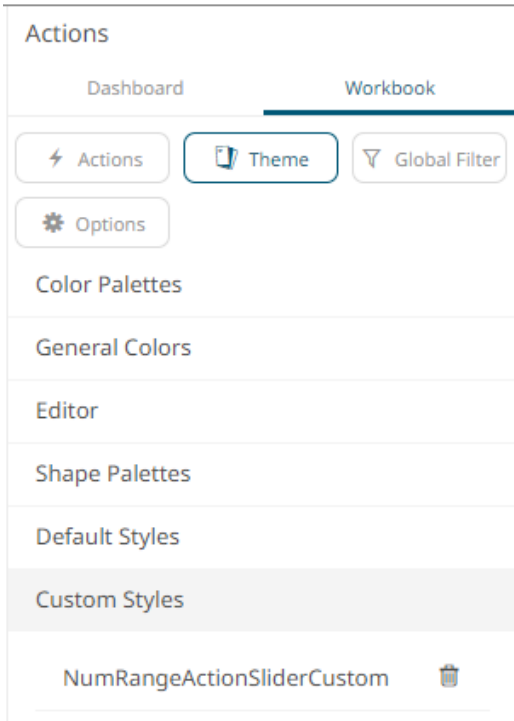 Actions
Dashboard Workbook
Actions Theme Global Filter
Options
Color Palettes
General Colors
Editor
Shape Palettes
Default Styles
Custom Styles
NumRangeActionSliderCustom